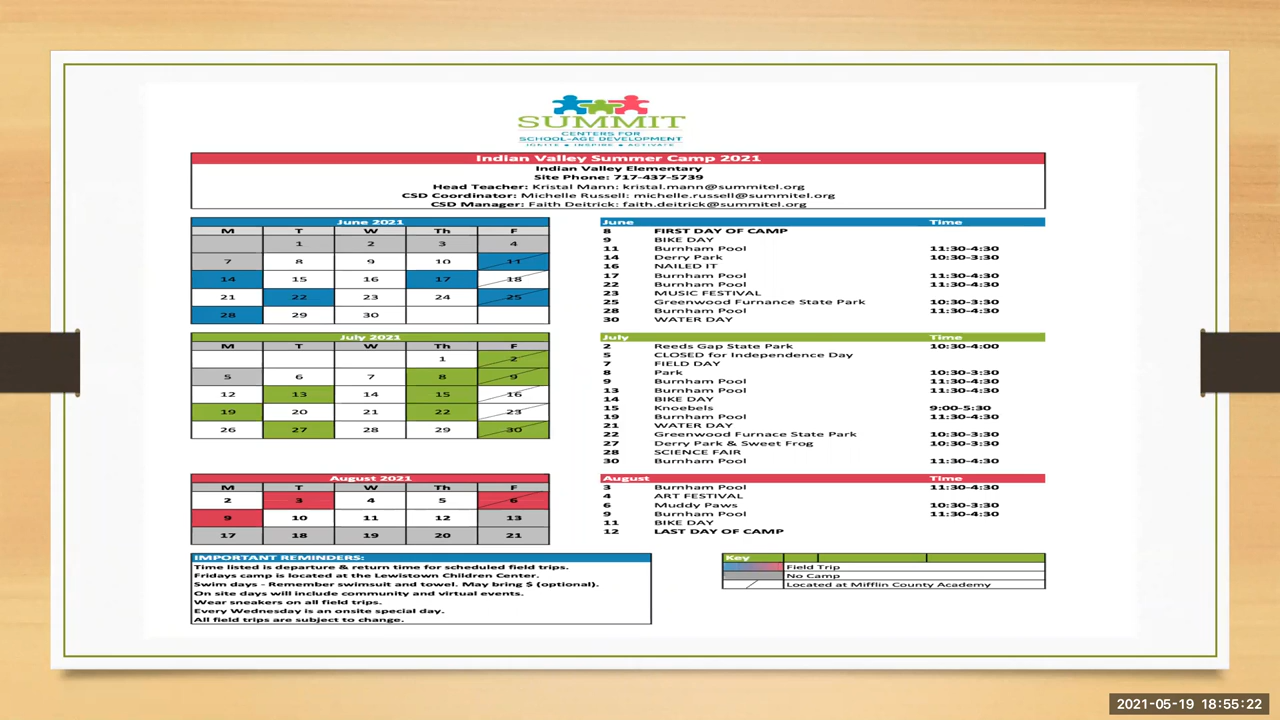 SUMMIT
CENTERS FOR
SCHOOL-AGE DEVELOPMENT
IGNITE • INSPIRE • ACTIVATE
Indian Valley Summer Camp 2021
Indian Valley Elementary
Site Phone: 717-437-5739
Head Teacher: Kristal Mann: kristal.mann@summitel.org
CSD Coordinator: Michelle Russell: michelle.russell@summitel.org
CSD Manager: Faith Deitrick: faith.deitrick@summitel.org
June 2021
M T W Th F
1 2 3 4
7 8 9 10 11
14 15 16 17 18
21 22 23 24 25
28 29 30
June Time
8 FIRST DAY OF CAMP
9 BIKE DAY
11 Burnham Pool 11:30-4:30
14 Derry Park 10:30-3:30
16 NAILED IT
17 Burnham Pool 11:30-4:30
22 Burnham Pool 11:30-4:30
23 MUSIC FESTIVAL
25 Greenwood Furnance State Park 10:30-3:30
28 Burnham Pool 11:30-4:30
30 WATER DAY
July 2021
M T W Th F
1 2
5 6 7 8 9
12 13 14 15 16
19 20 21 22 23
26 27 28 29 30
July Time
2 Reeds Gap State Park 10:30-4:00
5 CLOSED for Independence Day
7 FIELD DAY
8 Park 10:30-3:30
9 Burnham Pool 11:30-4:30
13 Burnham Pool 11:30-4:30
14 BIKE DAY
15 Knoebels 9:00-5:30
19 Burnham Pool 11:30-4:30
21 WATER DAY
22 Greenwood Furnace State Park 10:30-3:30
27 Derry Park & Sweet Frog 10:30-3:30
28 SCIENCE FAIR
30 Burnham Pool 11:30-4:30
August 2021
M T W Th F
2 3 4 5 6
9 10 11 12 13
17 18 19 20 21
August Time
3 Burnham Pool 11:30-4:30
4 ART FESTIVAL
6 Muddy Paws 10:30-3:30
9 Burnham Pool 11:30-4:30
11 BIKE DAY
12 LAST DAY OF CAMP
IMPORTANT REMINDERS:
Time listed is departure & return time for scheduled field trips.
Fridays camp is located at the Lewistown Children Center.
Swim days - Remember swimsuit and towel. May bring $ (optional).
On site days will include community and virtual events.
Wear sneakers on all field trips.
Every Wednesday is an onsite special day.
All field trips are subject to change.
Key
Field Trip
No Camp
Located at Mifflin County Academy
2021-05-19 18:55:22